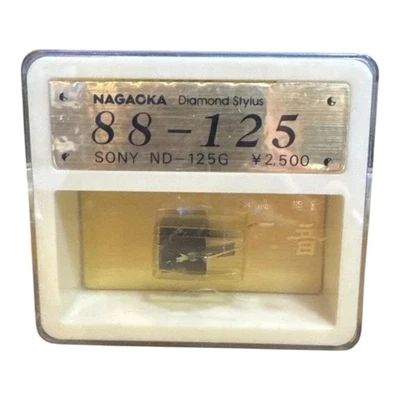 NAGAOKA Diamond Stylus
88-125
SONY ND-125G ¥2,500